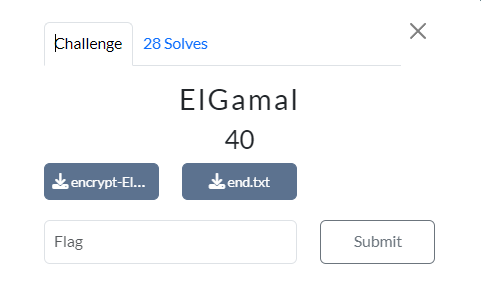 Challenge
28 Solves
ElGamal
40
encrypt-El...
end.txt
Flag
Submit